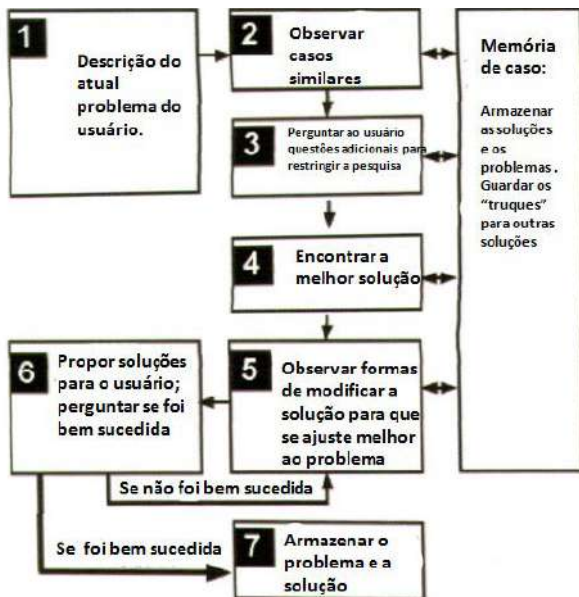 1
Descrição do
atual
problema do
usuário.
2
Observar
casos
similares
3
Perguntar ao usuário
questões adicionais para
restringir a pesquisa
4
Encontrar a
melhor solução
5
Observar formas
de modificar a
solução para que
se ajuste melhor
ao problema
6
Propor soluções
para o usuário;
perguntar se foi
bem sucedida
Se não foi bem sucedida
Se foi bem sucedida
7
Armazenar o
problema e a
solução
Memória
de caso:
Armazenar
as soluções
e os
problemas .
Guardar os
“truques”
para outras
soluções